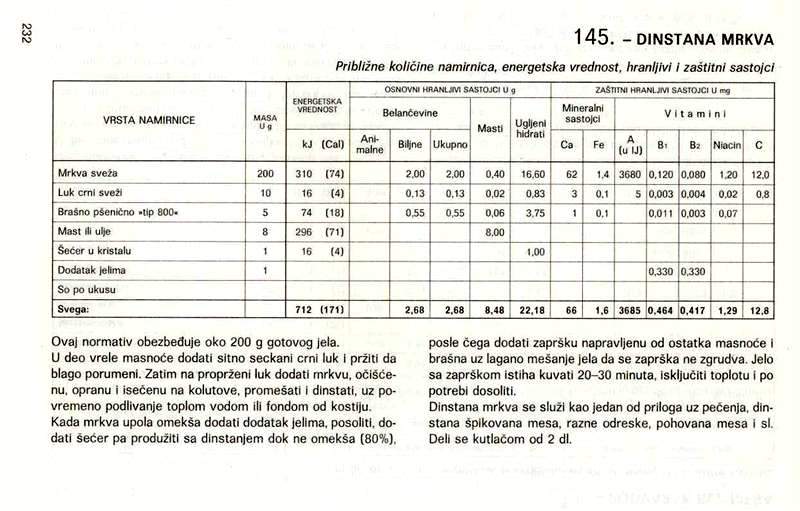 232
145. – DINSTANA MRKVA
Približne količine namirnica, energetska vrednost, hranljivi i zaštitni sastojci
VRSTA NAMIRNICE MASA U g ENERGETSKA VREDNOST OSNOVNI HRANLJIVI SASTOJCI U g ZAŠTITNI HRANLJIVI SASTOJCI U mg
Belančevine Masti Ugljeni hidrati Mineralni sastojci Vitamini
kJ (Cal) Animalne Biljne Ukupno Ca Fe A (u IJ) B1 B2 Niacin C
Mrkva sveža 200 310 (74) 2,00 2,00 0,40 16,60 62 1,4 3680 0,120 0,080 1,20 12,0
Luk crni sveži 10 16 (4) 0,13 0,13 0,02 0,83 3 0,1 5 0,003 0,004 0,02 0,8
Brašno pšenično »tip 800« 5 74 (18) 0,55 0,55 0,06 3,75 1 0,1 0,011 0,003 0,07
Mast ili ulje 8 296 (71) 8,00
Šećer u kristalu 1 16 (4) 1,00
Dodatak jelima 1 0,330 0,330
So po ukusu
Svega: 712 (171) 2,68 2,68 8,48 22,18 66 1,6 3685 0,464 0,417 1,29 12,8
Ovaj normativ obezbeđuje oko 200 g gotovog jela.
U deo vrele masnoće dodati sitno seckani crni luk i pržiti da
blago porumeni. Zatim na proprženi luk dodati mrkvu, očišće-
nu, opranu i isečenu na kolutove, promešati i dinstati, uz po-
vremeno podlivanje toplom vodom ili fondom od kostiju.
Kada mrkva upola omekša dodati dodatak jelima, posoliti, do-
dati šećer pa produžiti sa dinstanjem dok ne omekša (80%),
posle čega dodati zapršku napravljenu od ostatka masnoće i
brašna uz lagano mešanje jela da se zaprška ne zgrudva. Jelo
sa zaprškom istiha kuvati 20–30 minuta, isključiti toplotu i po
potrebi dosoliti.
Dinstana mrkva se služi kao jedan od priloga uz pečenja, din-
stana špikovana mesa, razne odreske, pohovana mesa i sl.
Deli se kutlačom od 2 dl.